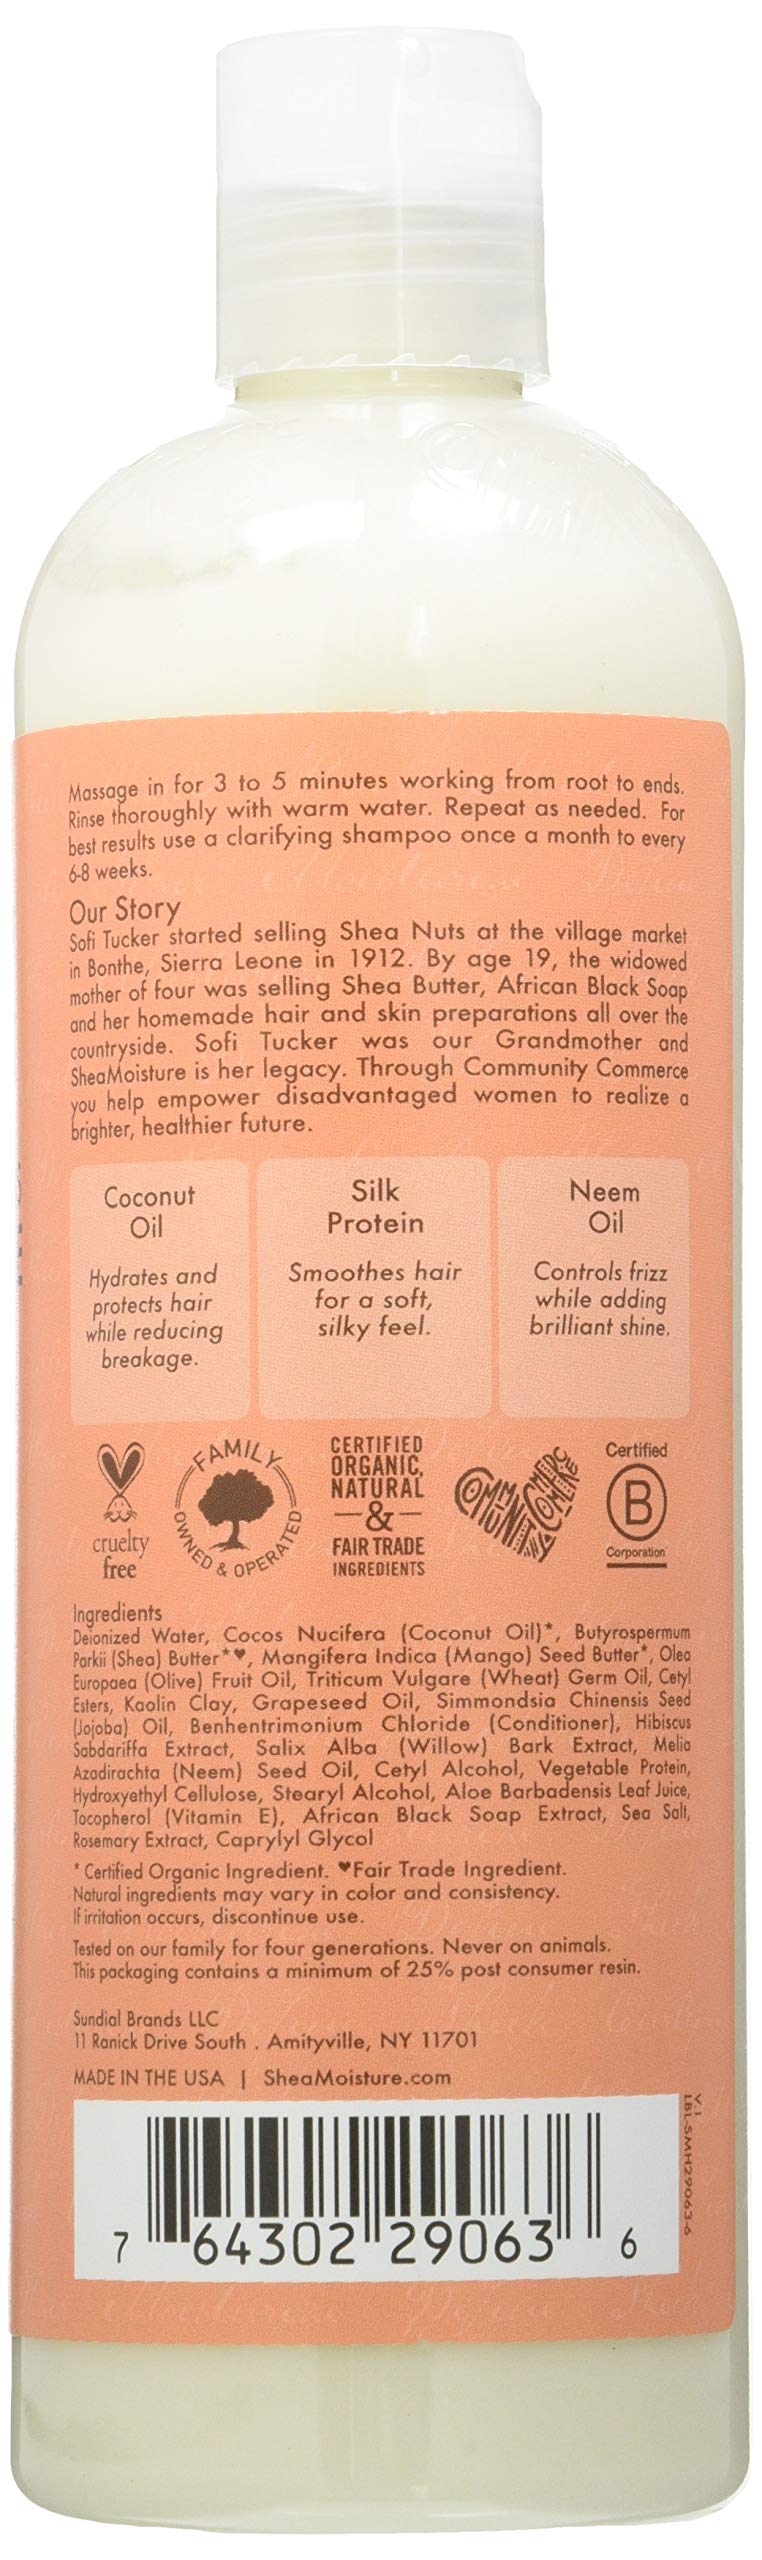 Massage in for 3 to 5 minutes working from root to ends.
Rinse thoroughly with warm water. Repeat as needed. For
best results use a clarifying shampoo once a month to every
6-8 weeks.
Our Story
Sofi Tucker started selling Shea Nuts at the village market
in Bonthe, Sierra Leone in 1912. By age 19, the widowed
mother of four was selling Shea Butter, African Black Soap
and her homemade hair and skin preparations all over the
countryside. Sofi Tucker was our Grandmother and
SheaMoisture is her legacy. Through Community Commerce
you help empower disadvantaged women to realize a
brighter, healthier future.
Coconut
Oil
Hydrates and
protects hair
while reducing
breakage.
Silk
Protein
Smoothes hair
for a soft,
silky feel.
Neem
Oil
Controls frizz
while adding
brilliant shine.
cruelty
free
FAMILY
OWNED & OPERATED
CERTIFIED
ORGANIC,
NATURAL
&
FAIR TRADE
INGREDIENTS
COMMUNITY
COMMERCE
Certified
B
Corporation
Ingredients
Deionized Water, Cocos Nucifera (Coconut Oil)*, Butyrospermum
Parkii (Shea) Butter*♥, Mangifera Indica (Mango) Seed Butter*, Olea
Europaea (Olive) Fruit Oil, Triticum Vulgare (Wheat) Germ Oil, Cetyl
Esters, Kaolin Clay, Grapeseed Oil, Simmondsia Chinensis Seed
(Jojoba) Oil, Benhentrimonium Chloride (Conditioner), Hibiscus
Sabdariffa Extract, Salix Alba (Willow) Bark Extract, Melia
Azadirachta (Neem) Seed Oil, Cetyl Alcohol, Vegetable Protein,
Hydroxyethyl Cellulose, Stearyl Alcohol, Aloe Barbadensis Leaf Juice,
Tocopherol (Vitamin E), African Black Soap Extract, Sea Salt,
Rosemary Extract, Caprylyl Glycol
* Certified Organic Ingredient. ♥Fair Trade Ingredient.
Natural ingredients may vary in color and consistency.
If irritation occurs, discontinue use.
Tested on our family for four generations. Never on animals.
This packaging contains a minimum of 25% post consumer resin.
Sundial Brands LLC
11 Ranick Drive South . Amityville, NY 11701
MADE IN THE USA | SheaMoisture.com
V.1
LBL-SMH29063-6
7 64302 29063 6